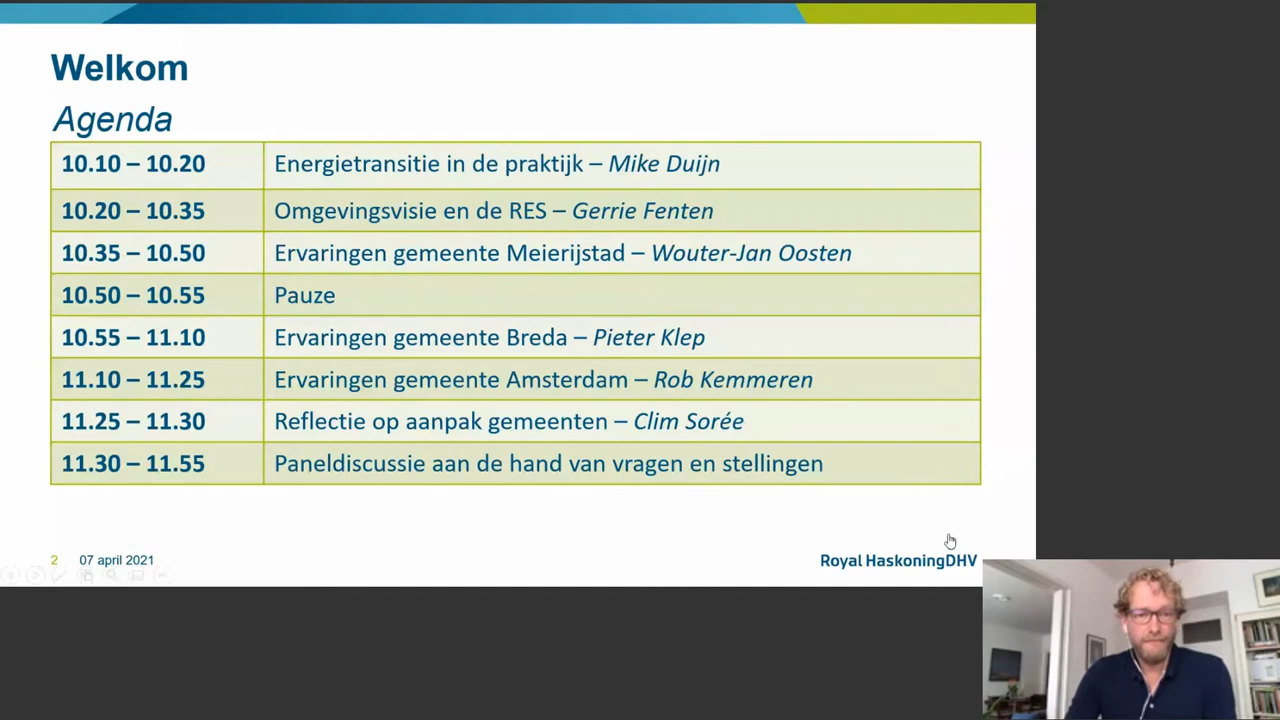 Welkom
Agenda
10.10 – 10.20 Energietransitie in de praktijk – Mike Duijn
10.20 – 10.35 Omgevingsvisie en de RES – Gerrie Fenten
10.35 – 10.50 Ervaringen gemeente Meierijstad – Wouter-Jan Oosten
10.50 – 10.55 Pauze
10.55 – 11.10 Ervaringen gemeente Breda – Pieter Klep
11.10 – 11.25 Ervaringen gemeente Amsterdam – Rob Kemmeren
11.25 – 11.30 Reflectie op aanpak gemeenten – Clim Sorée
11.30 – 11.55 Paneldiscussie aan de hand van vragen en stellingen
2 07 april 2021 Royal HaskoningDHV